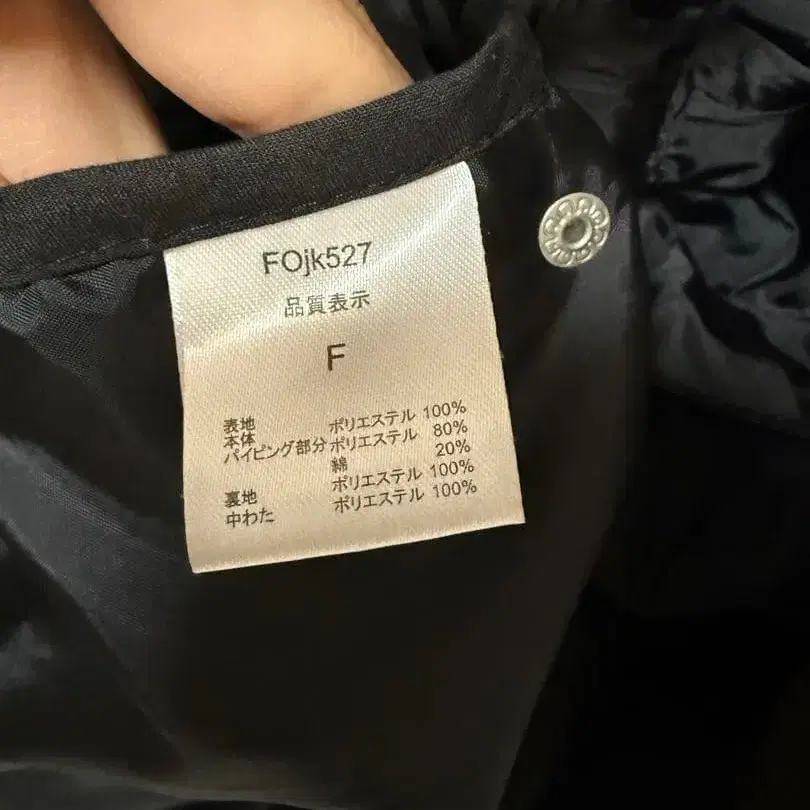 FOjk527
品質表示
F
表地
本体 ポリエステル 100%
パイピング部分 ポリエステル 80%
綿 20%
裏地 ポリエステル 100%
中わた ポリエステル 100%